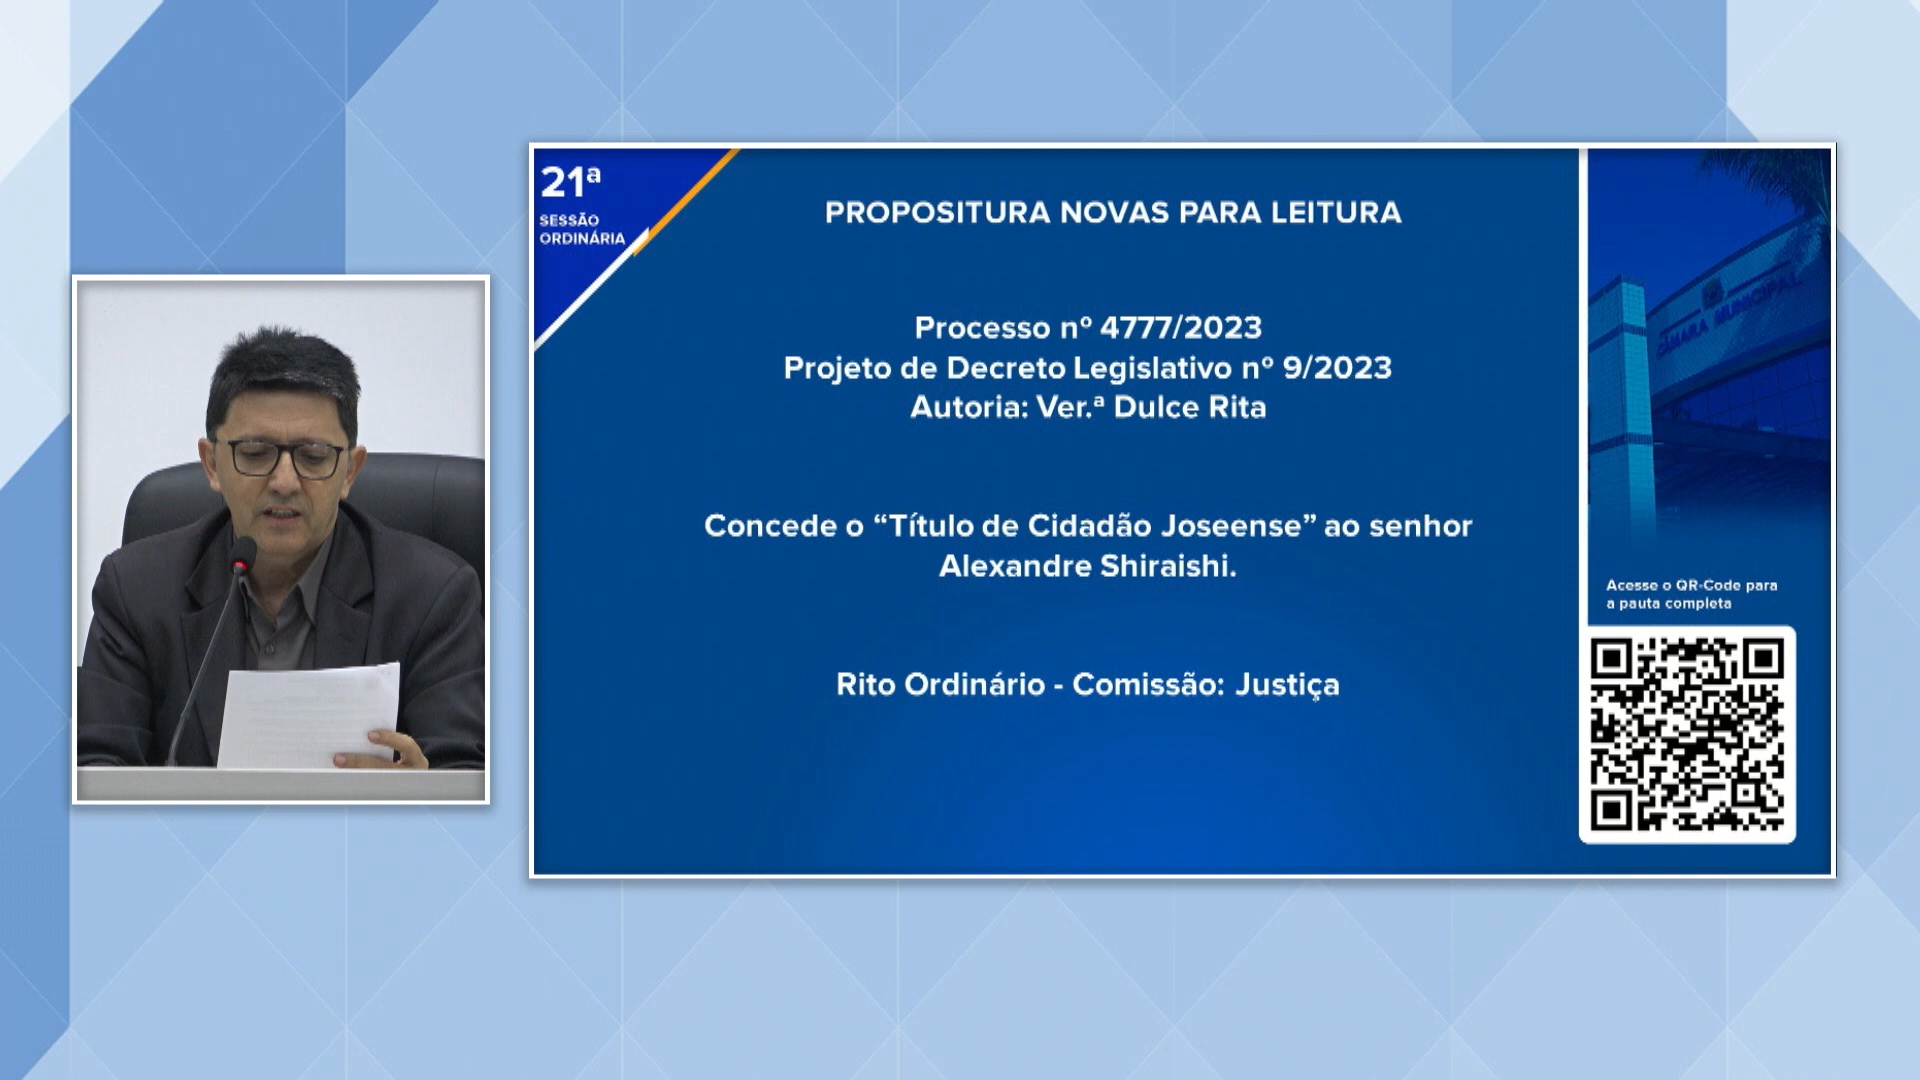 21ª
SESSÃO
ORDINÁRIA
PROPOSITURA NOVAS PARA LEITURA
Processo nº 4777/2023
Projeto de Decreto Legislativo nº 9/2023
Autoria: Ver.ª Dulce Rita
Concede o “Título de Cidadão Joseense” ao senhor
Alexandre Shiraishi.
Rito Ordinário - Comissão: Justiça
CÂMARA MUNICIPAL
Acesse o QR-Code para
a pauta completa